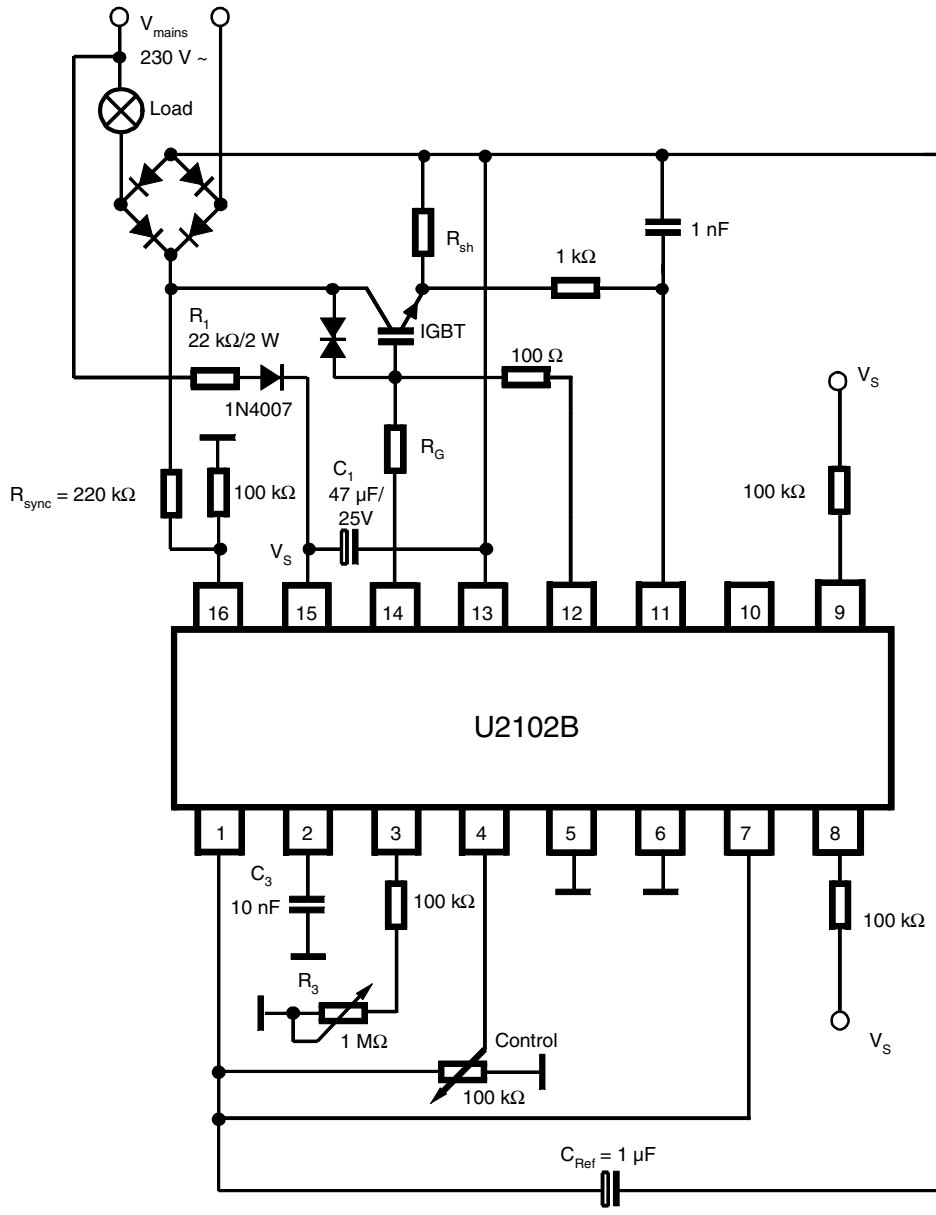 V_mains
230 V ~
Load
R_sh
1 nF
1 kΩ
R_1
22 kΩ/2 W
IGBT
100 Ω
V_S
1N4007
R_G
C_1
47 µF/
25V
R_sync = 220 kΩ
100 kΩ
100 kΩ
V_S
16 15 14 13 12 11 10 9
U2102B
1 2 3 4 5 6 7 8
C_3
10 nF
100 kΩ
100 kΩ
R_3
1 MΩ
Control
100 kΩ
V_S
C_Ref = 1 µF